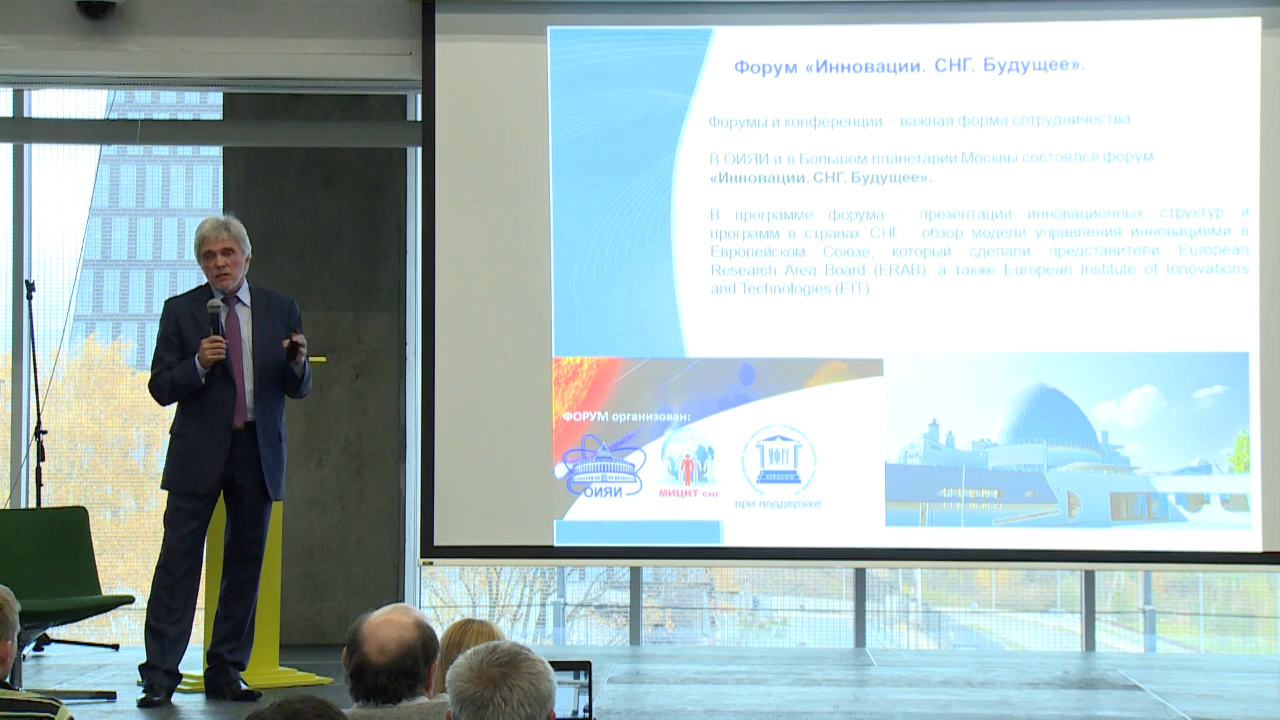 Форум «Инновации. СНГ. Будущее».
Форумы и конференции – важная форма сотрудничества
В ОИЯИ и в Большом планетарии Москвы состоялся форум
«Инновации. СНГ. Будущее».
В программе форума презентации инновационных структур и
программ в странах СНГ, обзор модели управления инновациями в
Европейском Союзе, который сделали представители European
Research Area Board (ERAB), а также European Institute of Innovations
and Technologies (EIT)
ФОРУМ организован:
ОИЯИ
МИЦНТ СНГ
МФГС
при поддержке